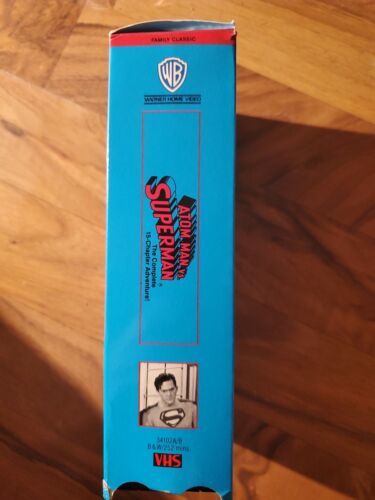 FAMILY CLASSIC
WB
WARNER HOME VIDEO
ATOM MAN VS.
SUPERMAN®
The Complete
15-Chapter Adventure!
S
34102A/B
B&W/252 mins.
VHS